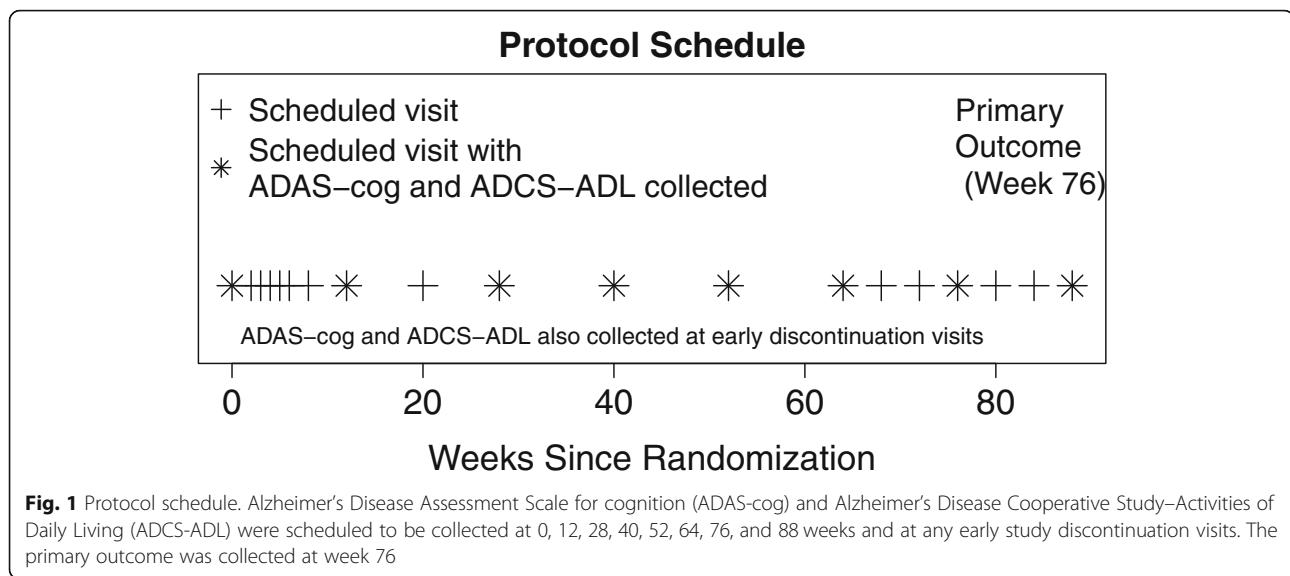 Protocol Schedule
Scheduled visit
Scheduled visit with
ADAS−cog and ADCS−ADL collected
Primary
Outcome
(Week 76)
ADAS−cog and ADCS−ADL also collected at early discontinuation visits
0 20 40 60 80
Weeks Since Randomization
Fig. 1 Protocol schedule. Alzheimer's Disease Assessment Scale for cognition (ADAS-cog) and Alzheimer's Disease Cooperative Study–Activities of
Daily Living (ADCS-ADL) were scheduled to be collected at 0, 12, 28, 40, 52, 64, 76, and 88 weeks and at any early study discontinuation visits. The
primary outcome was collected at week 76